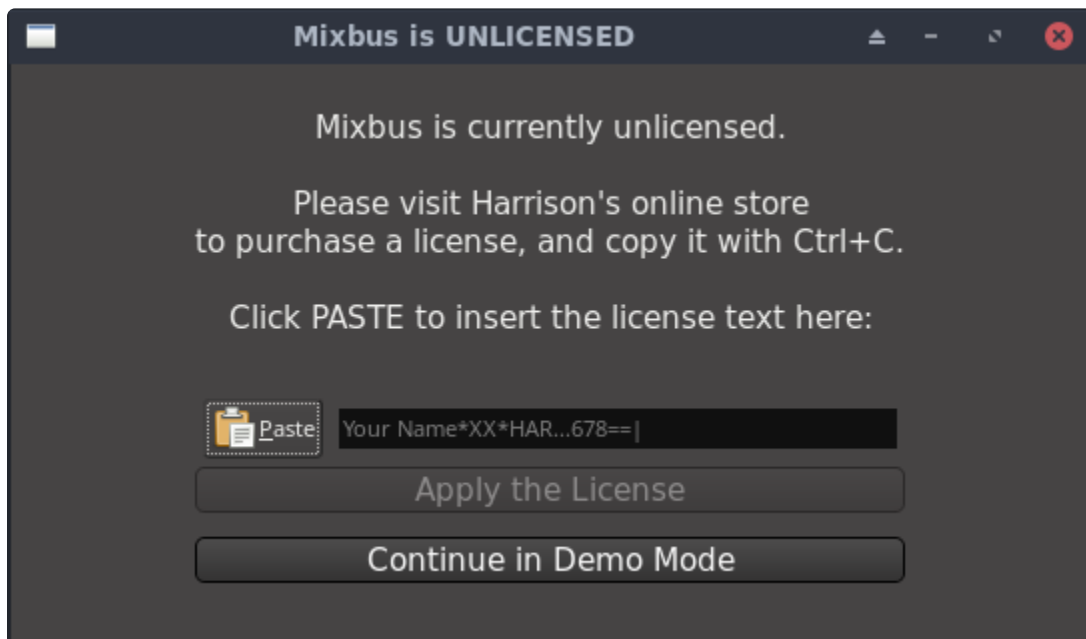 Mixbus is UNLICENSED
Mixbus is currently unlicensed.
Please visit Harrison's online store
to purchase a license, and copy it with Ctrl+C.
Click PASTE to insert the license text here:
Paste
Your Name*XX*HAR...678==|
Apply the License
Continue in Demo Mode